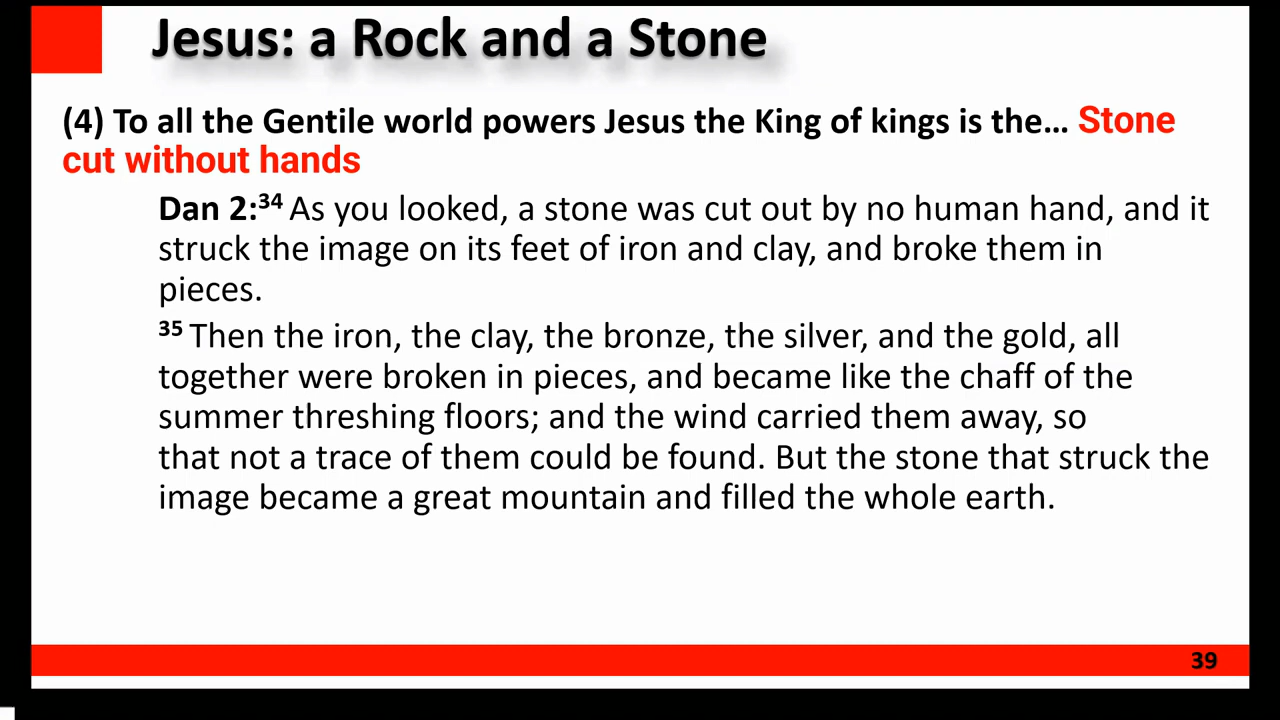 Jesus: a Rock and a Stone
(4) To all the Gentile world powers Jesus the King of kings is the... Stone
cut without hands
Dan 2:34 As you looked, a stone was cut out by no human hand, and it
struck the image on its feet of iron and clay, and broke them in
pieces.
35 Then the iron, the clay, the bronze, the silver, and the gold, all
together were broken in pieces, and became like the chaff of the
summer threshing floors; and the wind carried them away, so
that not a trace of them could be found. But the stone that struck the
image became a great mountain and filled the whole earth.
39